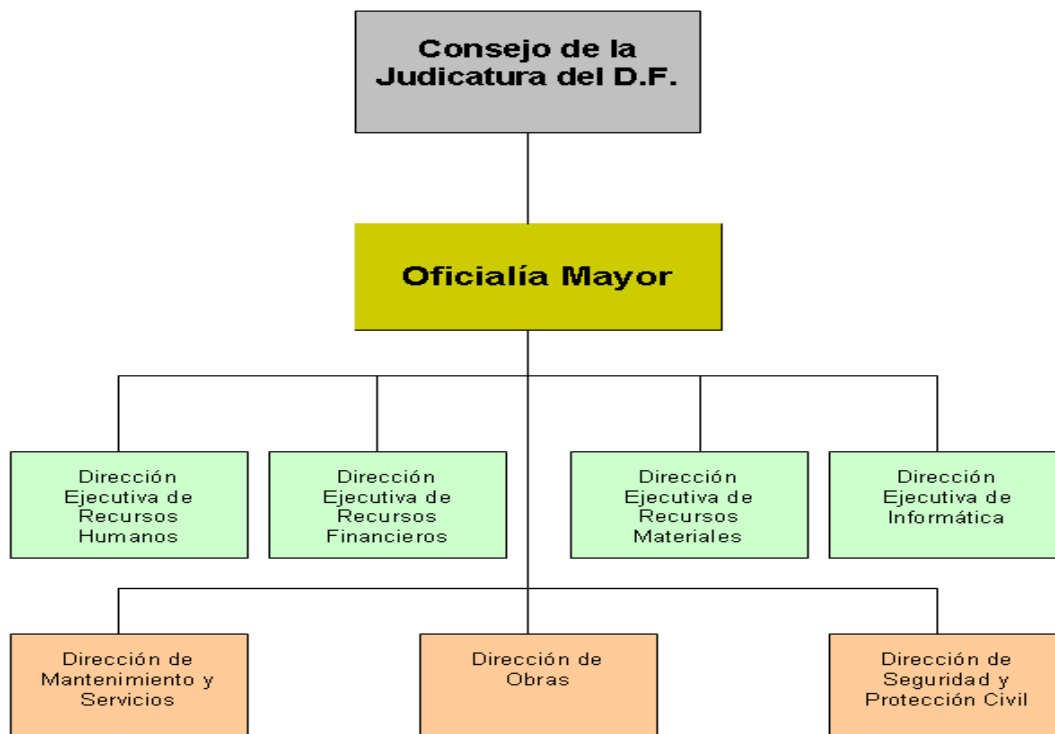 Consejo de la
Judicatura del D.F.
Oficialía Mayor
Dirección
Ejecutiva de
Recursos
Humanos
Dirección
Ejecutiva de
Recursos
Financieros
Dirección
Ejecutiva de
Recursos
Materiales
Dirección
Ejecutiva de
Informática
Dirección de
Mantenimiento y
Servicios
Dirección de
Obras
Dirección de
Seguridad y
Protección Civil